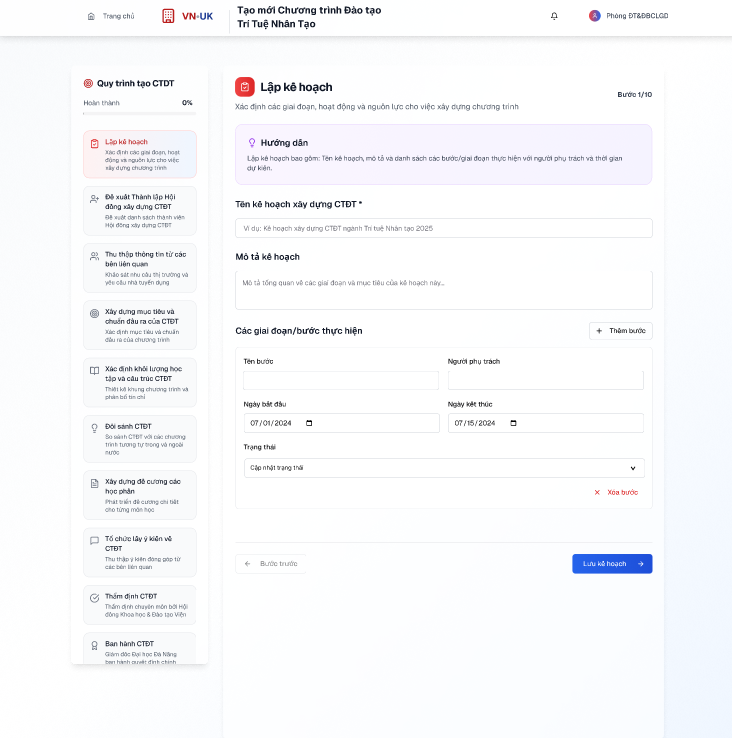 Trang chủ
VN-UK
Tạo mới Chương trình Đào tạo
Trí Tuệ Nhân Tạo
Phòng ĐT&ĐBCLGD
Quy trình tạo CTDT
Hoàn thành
0%
Lập kế hoạch
Xác định các giai đoạn, hoạt
động và nguồn lực cho việc
xây dựng chương trình
Đề xuất Thành lập Hội
đồng xây dựng CTĐT
Đề xuất danh sách thành viên
Hội đồng xây dựng CTĐT
Thu thập thông tin từ các
bên liên quan
Khảo sát nhu cầu thị trường và
yêu cầu nhà tuyển dụng
Xây dựng mục tiêu và
chuẩn đầu ra của CTĐT
Xác định mục tiêu và chuẩn
đầu ra của chương trình
Xác định khối lượng học
tập và cấu trúc CTĐT
Thiết kế khung chương trình và
phân bổ tín chỉ
Đối sánh CTĐT
So sánh CTĐT với các chương
trình tương tự trong và ngoài
nước
Xây dựng đề cương các
học phần
Phát triển đề cương chi tiết
cho từng môn học
Tổ chức lấy ý kiến về
CTĐT
Thu thập ý kiến đóng góp từ
các bên liên quan
Thẩm định CTĐT
Thẩm định chuyên môn bởi Hội
đồng Khoa học & Đào tạo Viện
Ban hành CTĐT
Giám đốc Đại học Đà Nẵng
ban hành quyết định chính
Lập kế hoạch
Bước 1/10
Xác định các giai đoạn, hoạt động và nguồn lực cho việc xây dựng chương trình
Hướng dẫn
Lập kế hoạch bao gồm: Tên kế hoạch, mô tả và danh sách các bước/giai đoạn thực hiện với người phụ trách và thời gian
dự kiến.
Tên kế hoạch xây dựng CTĐT *
Ví dụ: Kế hoạch xây dựng CTĐT ngành Trí tuệ Nhân tạo 2025
Mô tả kế hoạch
Mô tả tổng quan về các giai đoạn và mục tiêu của kế hoạch này...
Các giai đoạn/bước thực hiện
Thêm bước
Tên bước
Người phụ trách
Ngày bắt đầu
Ngày kết thúc
07/01/2024
07/15/2024
Trạng thái
Cập nhật trạng thái
Xóa bước
Bước trước
Lưu kế hoạch